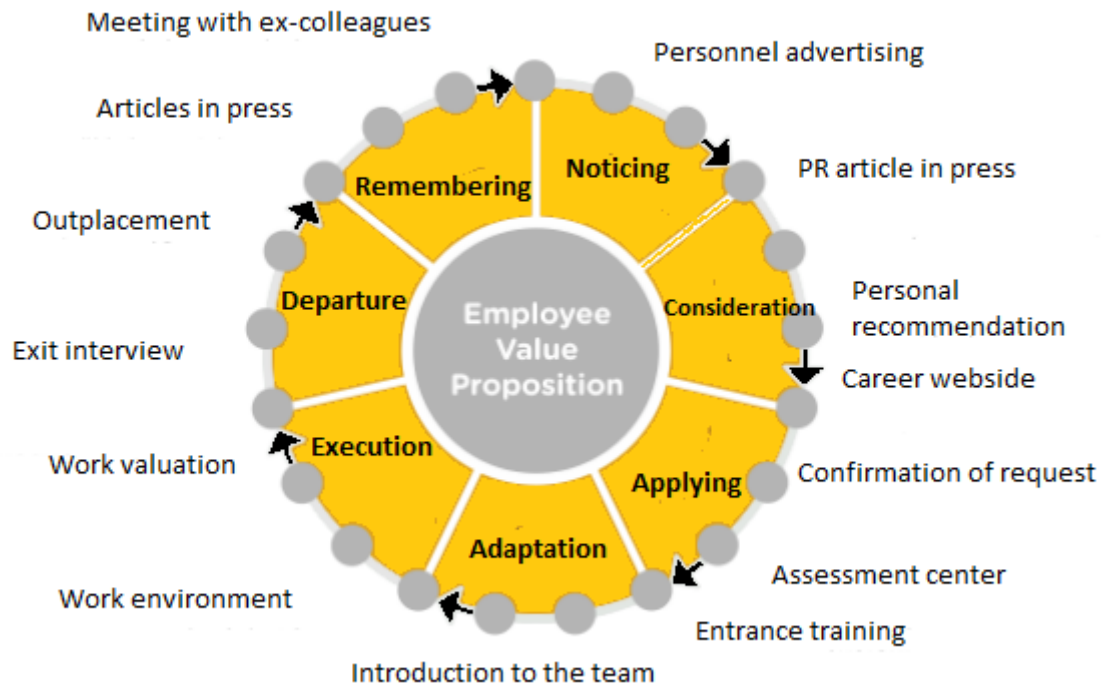 Meeting with ex-colleagues
Personnel advertising
Articles in press
Noticing
PR article in press
Remembering
Outplacement
Departure
Employee
Value
Proposition
Consideration
Personal
recommendation
Exit interview
Career webside
Execution
Work valuation
Applying
Confirmation of request
Adaptation
Assessment center
Work environment
Entrance training
Introduction to the team